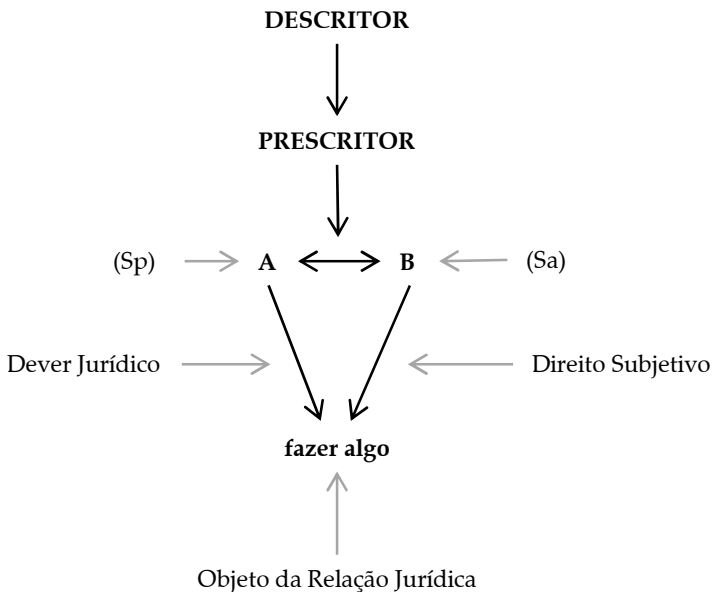 DESCRITOR
PRESCRITOR
(Sp) A B (Sa)
Dever Jurídico Direito Subjetivo
fazer algo
Objeto da Relação Jurídica